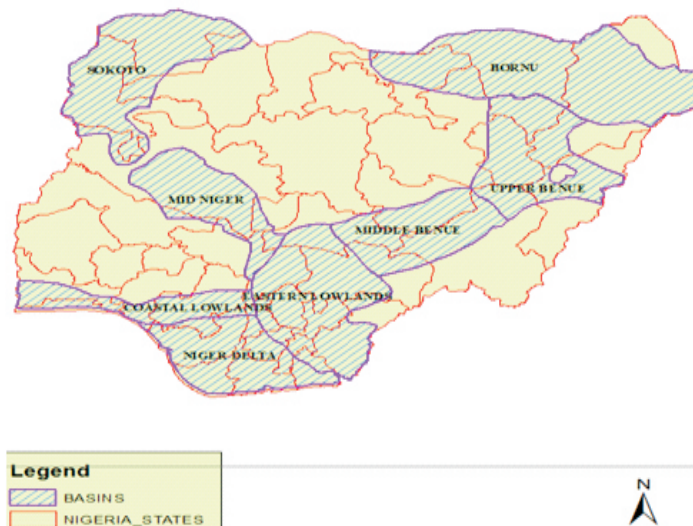 SOKOTO
BORNU
UPPER BENUE
MID NIGER
MIDDLE BENUE
EASTERN LOWLANDS
COASTAL LOWLANDS
NIGER DELTA
Legend
BASINS
NIGERIA_STATES
N